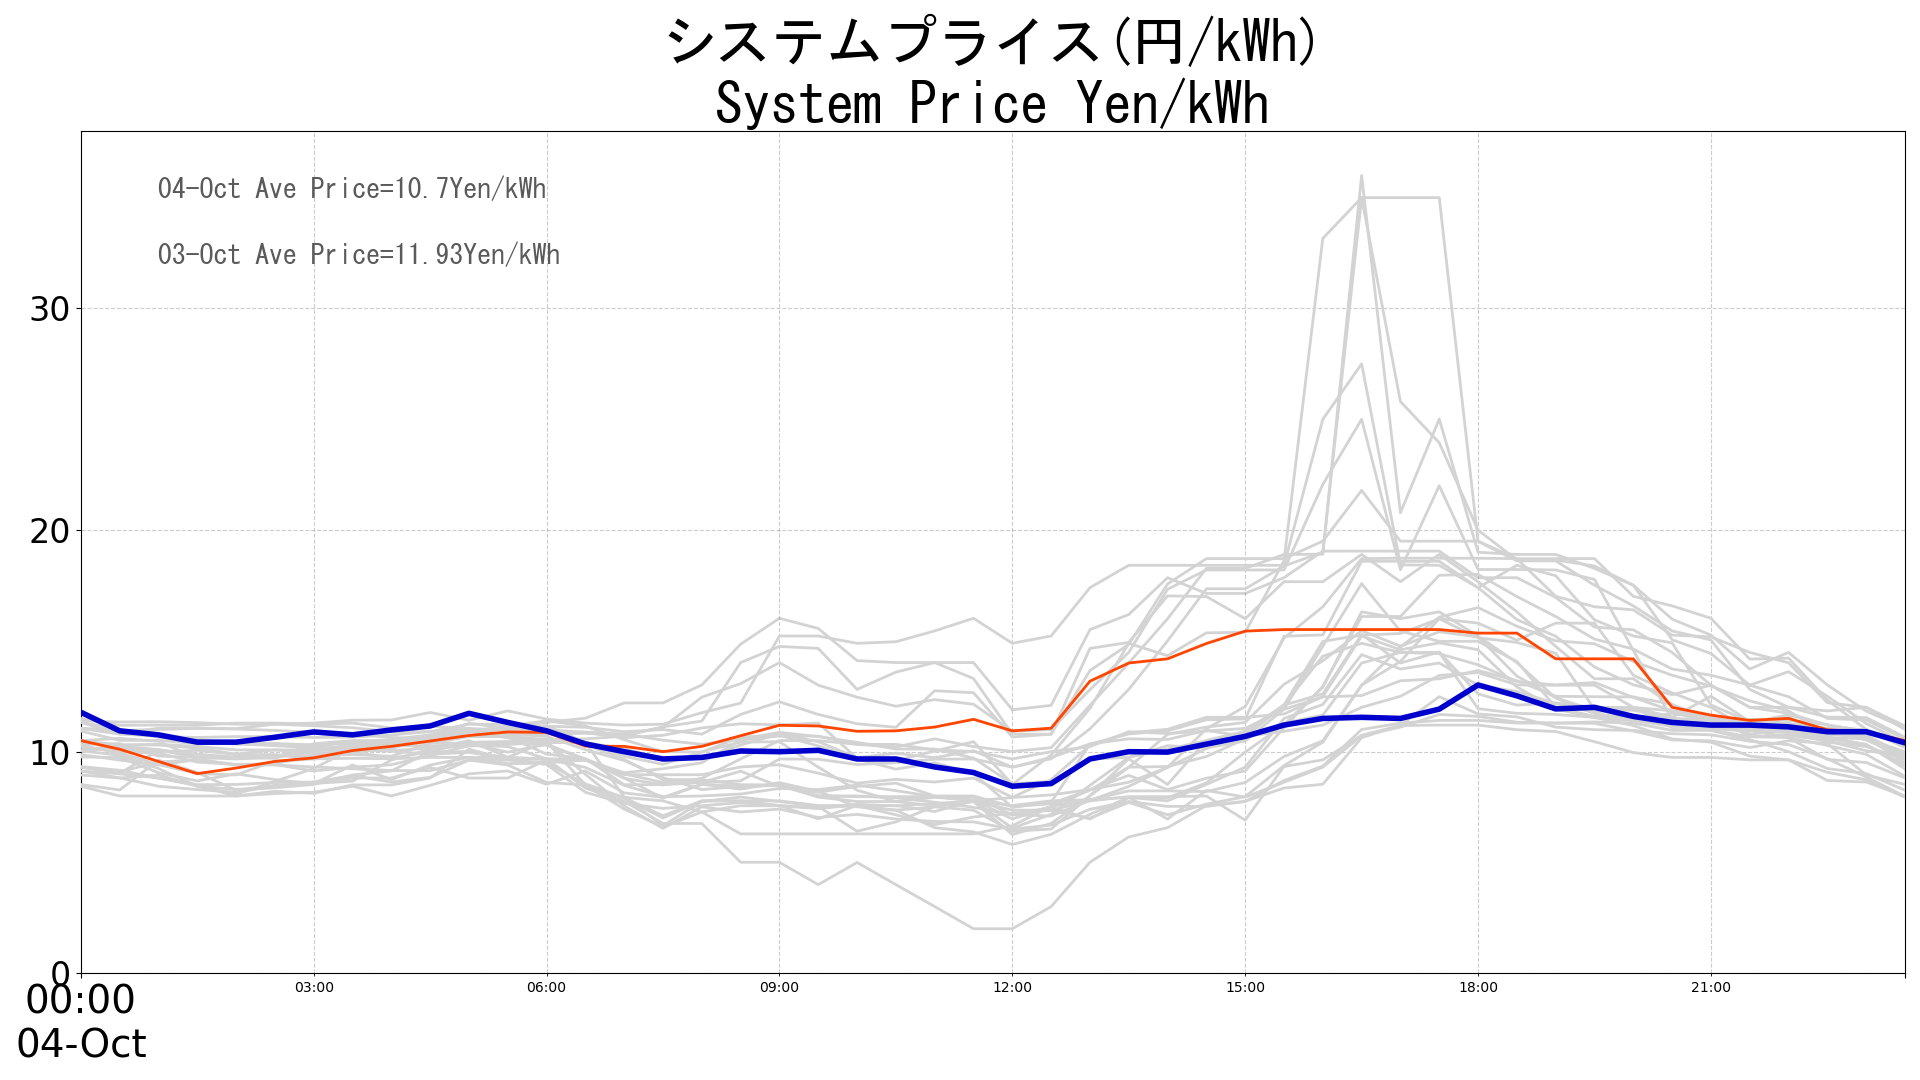 システムプライス(円/kWh)
System Price Yen/kWh
04-Oct Ave Price=10.7Yen/kWh
03-Oct Ave Price=11.93Yen/kWh
30
20
10
0
00:00 03:00 06:00 09:00 12:00 15:00 18:00 21:00
04-Oct